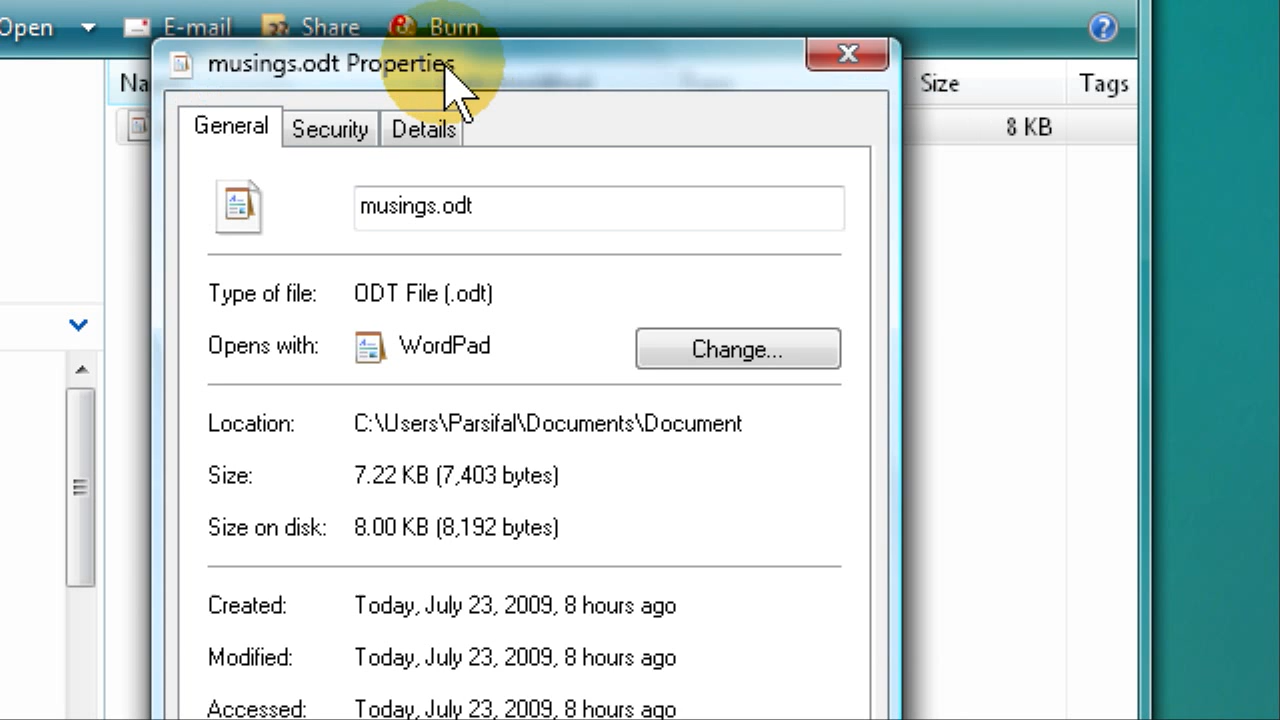 Open E-mail Share Burn
musings.odt Properties
Size Tags
General Security Details
8 KB
musings.odt
Type of file: ODT File (.odt)
Opens with: WordPad Change...
Location: C:\Users\Parsifal\Documents\Document
Size: 7.22 KB (7,403 bytes)
Size on disk: 8.00 KB (8,192 bytes)
Created: Today, July 23, 2009, 8 hours ago
Modified: Today, July 23, 2009, 8 hours ago
Accessed: Today, July 23, 2009, 8 hours ago